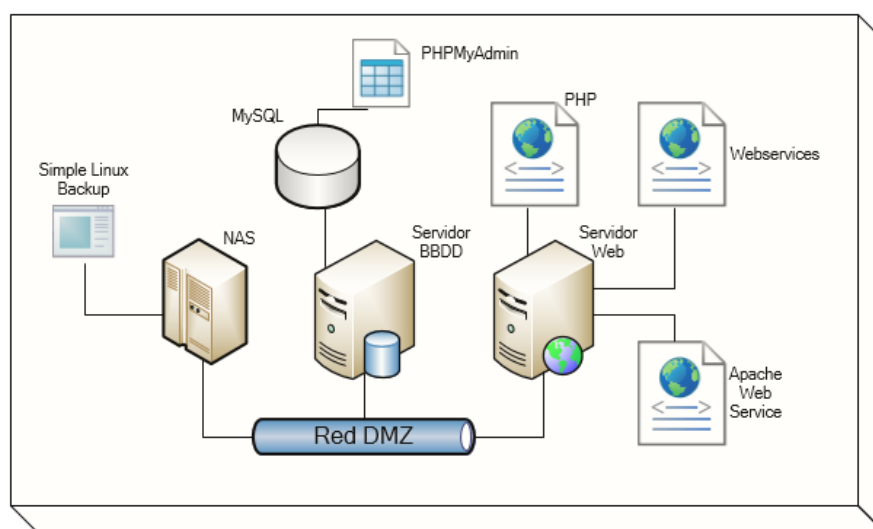 PHPMyAdmin
MySQL
PHP
Webservices
Simple Linux
Backup
NAS
Servidor
BBDD
Servidor
Web
Apache
Web
Service
Red DMZ